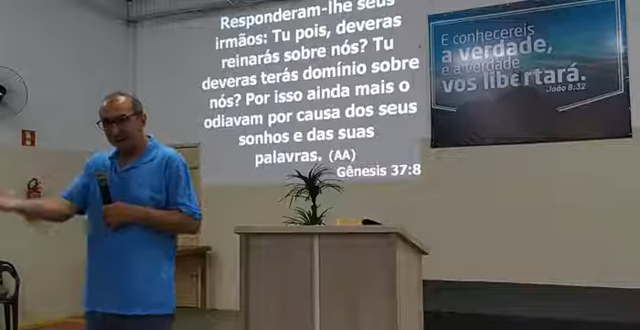 Responderam-lhe seus
irmãos: Tu pois, deveras
reinarás sobre nós? Tu
deveras terás domínio sobre
nós? Por isso ainda mais o
odiavam por causa dos seus
sonhos e das suas
palavras. (AA)
Gênesis 37:8
E conhecereis
a verdade,
e a verdade
vos libertará.
João 8:32